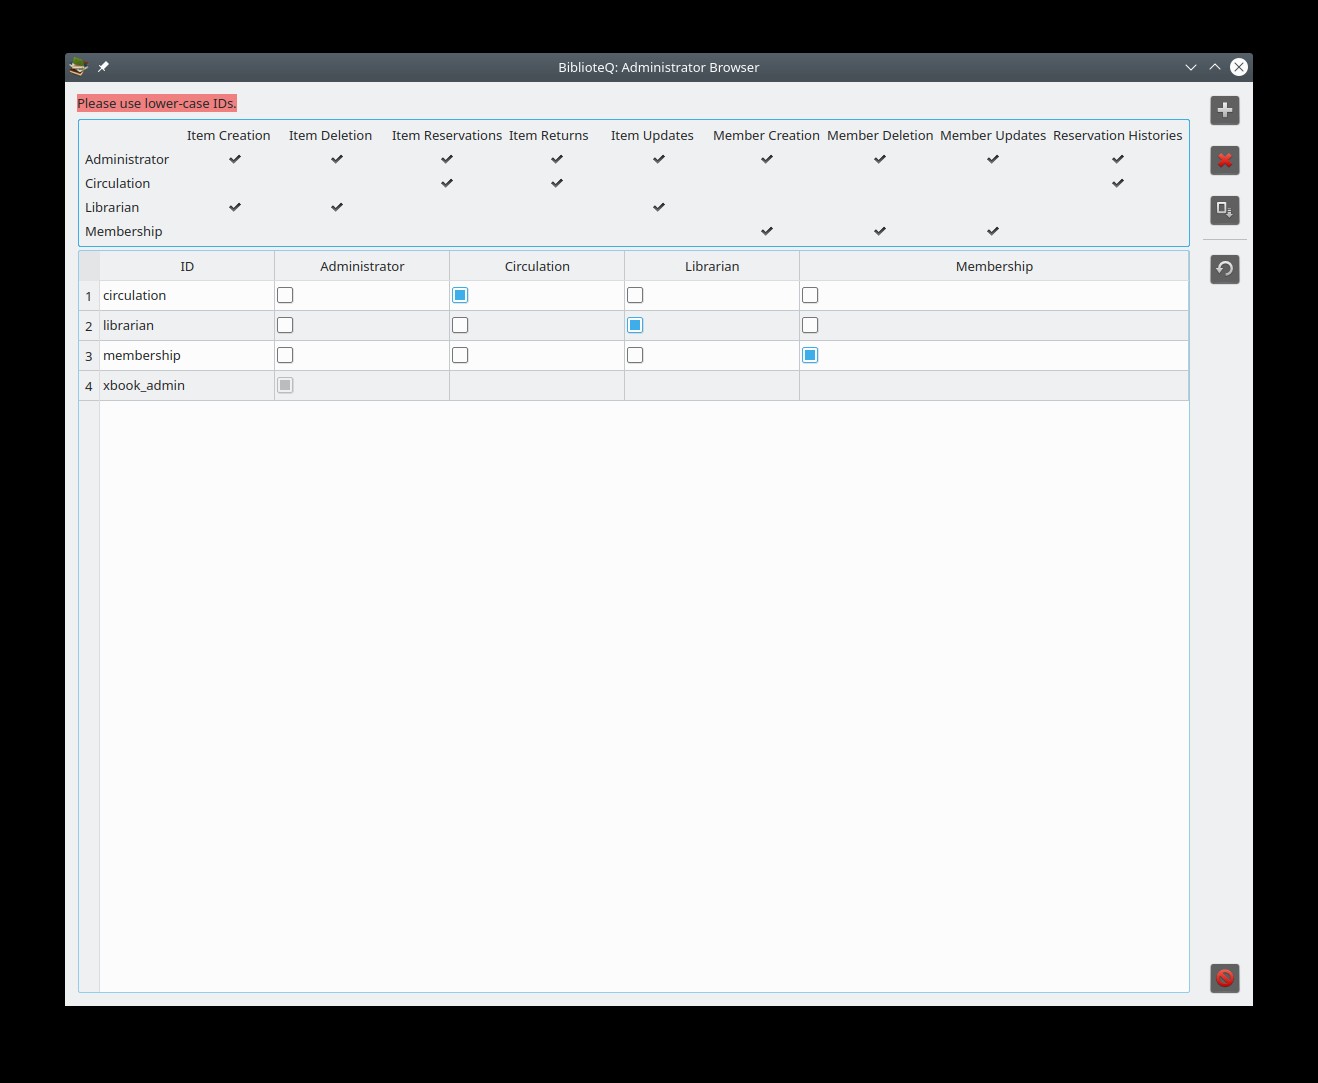 BiblioteQ: Administrator Browser
Please use lower-case IDs.
Item Creation Item Deletion Item Reservations Item Returns Item Updates Member Creation Member Deletion Member Updates Reservation Histories
Administrator
Circulation
Librarian
Membership
ID Administrator Circulation Librarian Membership
1 circulation
2 librarian
3 membership
4 xbook_admin